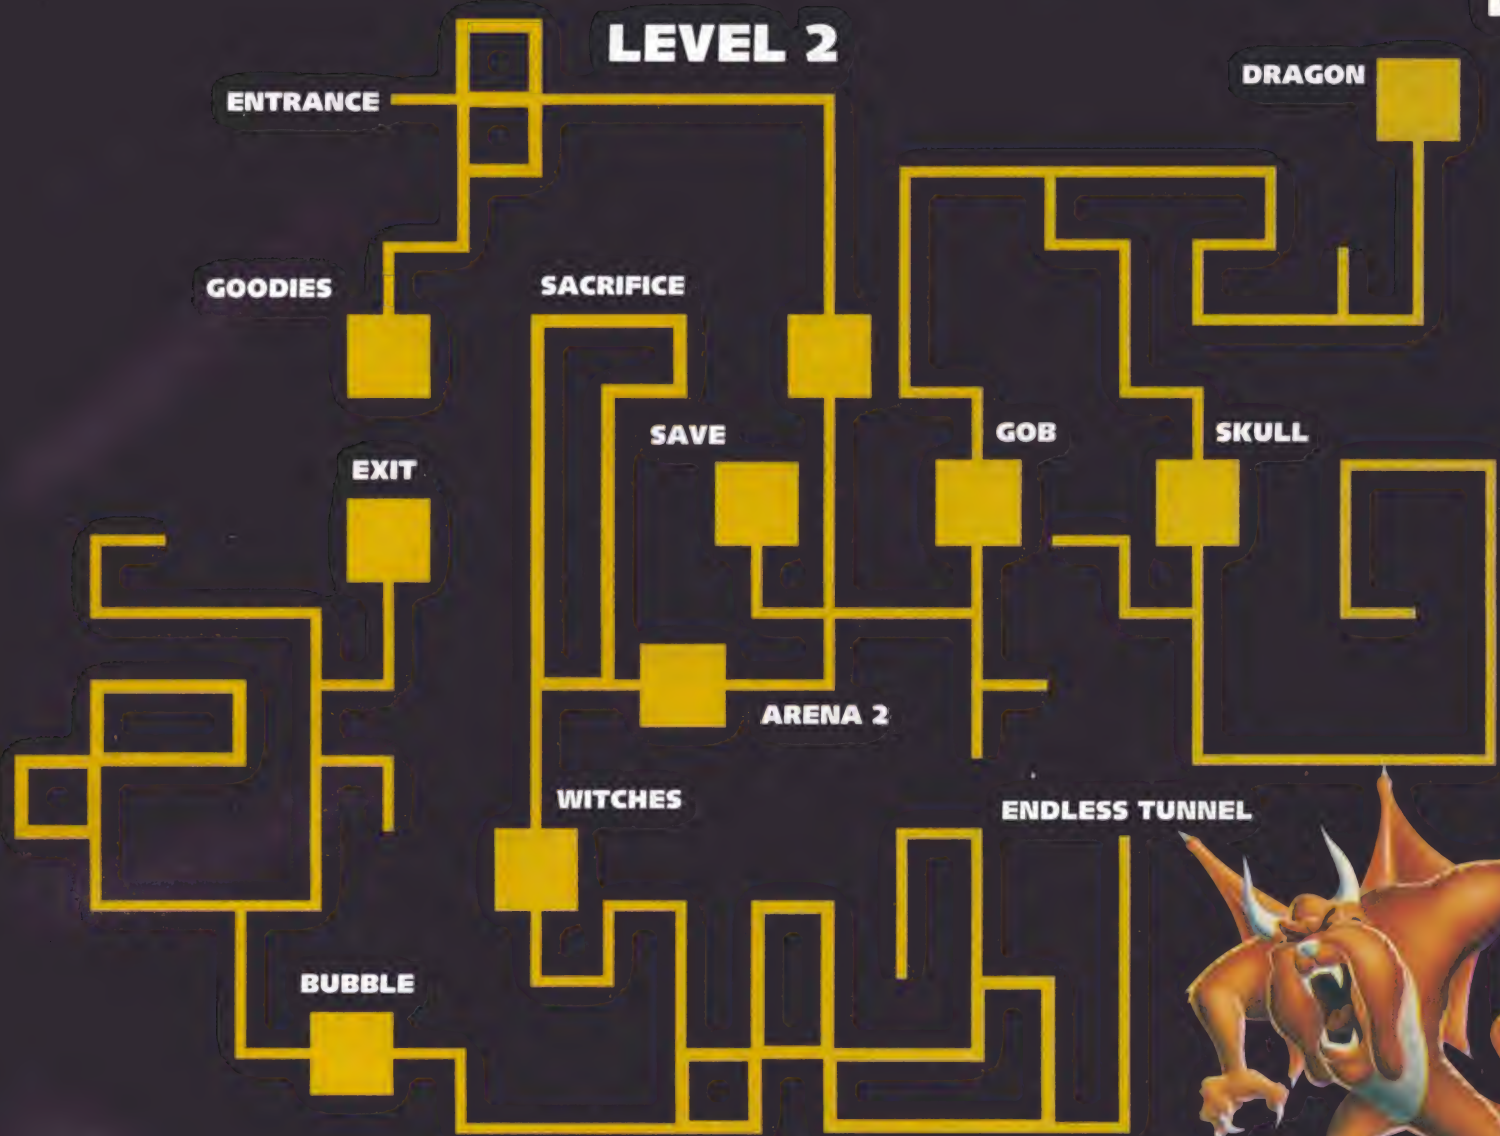 LEVEL 2
DRAGON
ENTRANCE
GOODIES
SACRIFICE
SAVE
GOB
SKULL
EXIT
ARENA 2
WITCHES
ENDLESS TUNNEL
BUBBLE